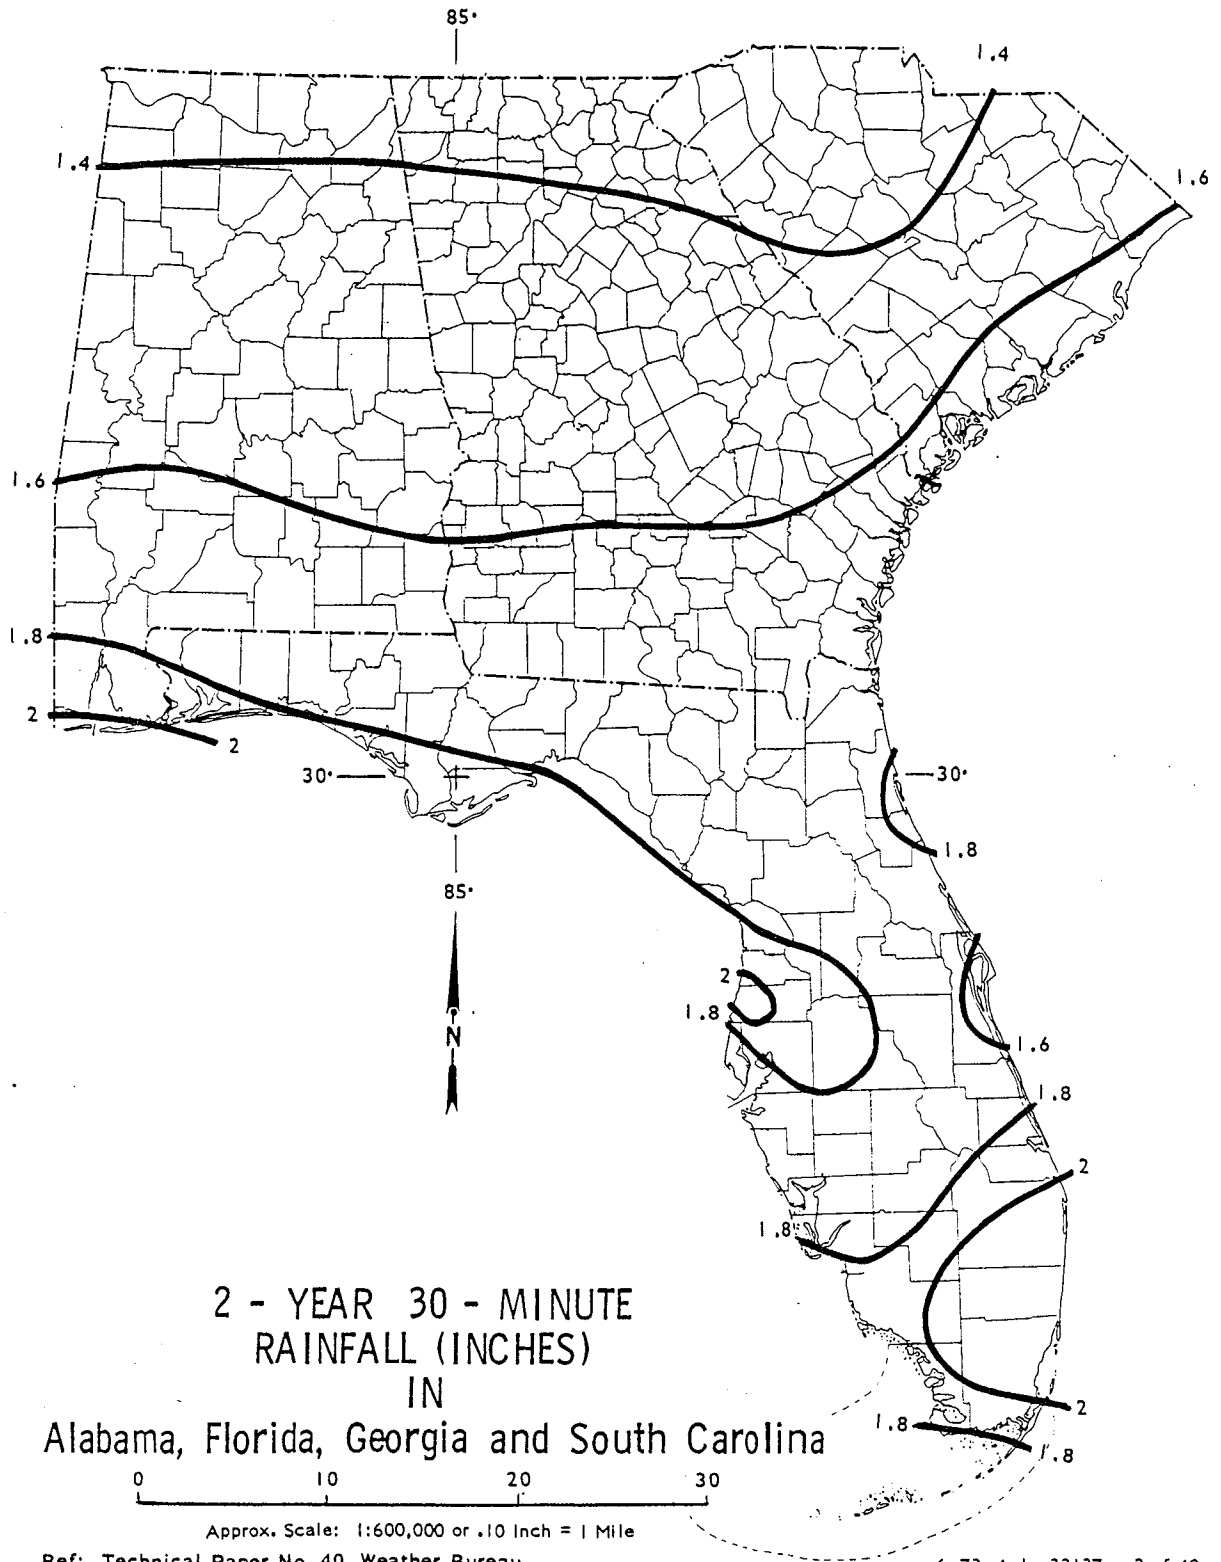 85°
1.4
1.6
1.4
1.6
1.8
2
2
30°
30°
1.8
85°
2
1.8
N
1.6
1.8
2
1.8
2 - YEAR 30 - MINUTE
RAINFALL (INCHES)
IN
Alabama, Florida, Georgia and South Carolina
2
1.8
1.8
0 10 20 30
Approx. Scale: 1:600,000 or .10 Inch = 1 Mile
Ref: Technical Paper No. 40, Weather Bureau